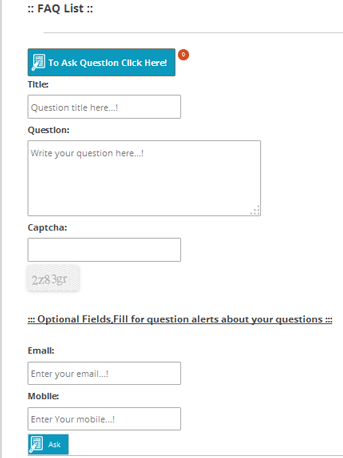 :: FAQ List ::
To Ask Question Click Here!
0
Title:
Question title here...!
Question:
Write your question here...!
Captcha:
2z83gr
::: Optional Fields,Fill for question alerts about your questions :::
Email:
Enter your email...!
Mobile:
Enter Your mobile...!
Ask